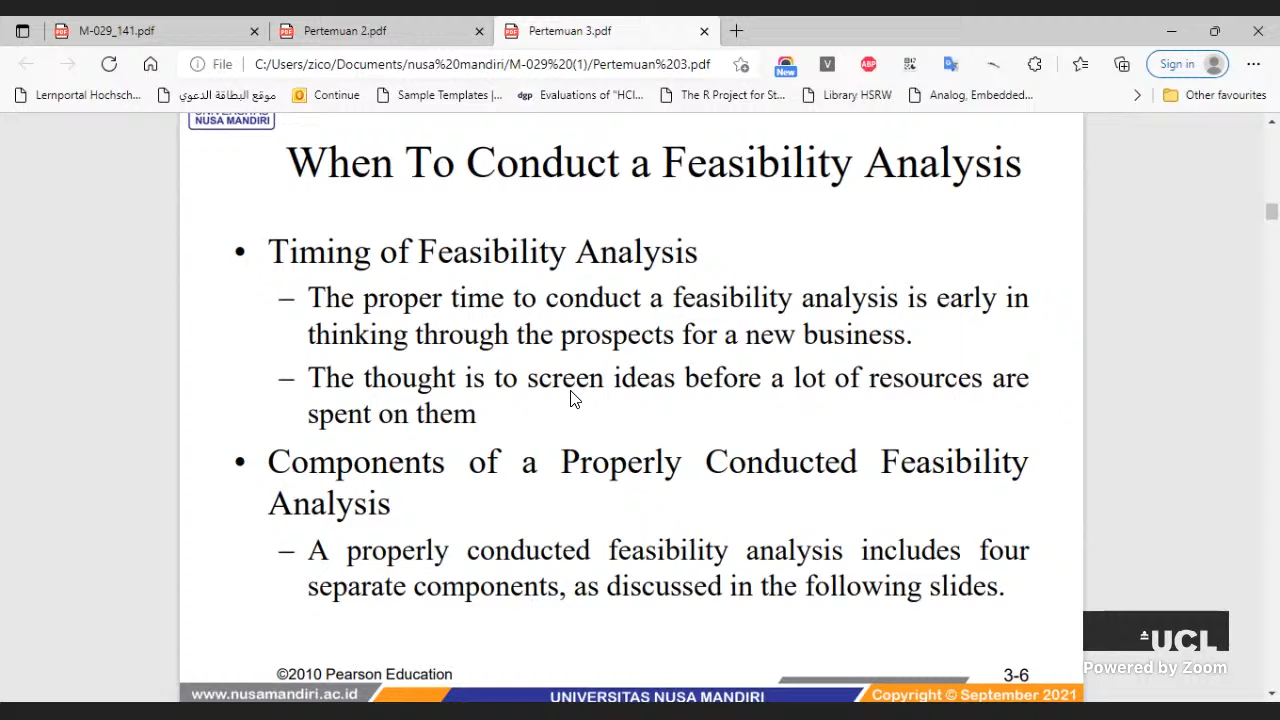 M-029_141.pdf
Pertemuan 2.pdf
Pertemuan 3.pdf
File
C:/Users/zico/Documents/nusa%20mandiri/M-029%20(1)/Pertemuan%203.pdf
New
V
ABP
Sign in
Lernportal Hochsch...
موقع البطاقة الدعوي
Continue
Sample Templates |...
dgp Evaluations of "HCI...
The R Project for St...
Library HSRW
Analog, Embedded...
Other favourites
NUSA MANDIRI
When To Conduct a Feasibility Analysis
• Timing of Feasibility Analysis
– The proper time to conduct a feasibility analysis is early in
thinking through the prospects for a new business.
– The thought is to screen ideas before a lot of resources are
spent on them
• Components of a Properly Conducted Feasibility
Analysis
– A properly conducted feasibility analysis includes four
separate components, as discussed in the following slides.
UCL
Powered by Zoom
©2010 Pearson Education
3-6
www.nusamandiri.ac.id
UNIVERSITAS NUSA MANDIRI
Copyright © September 2021